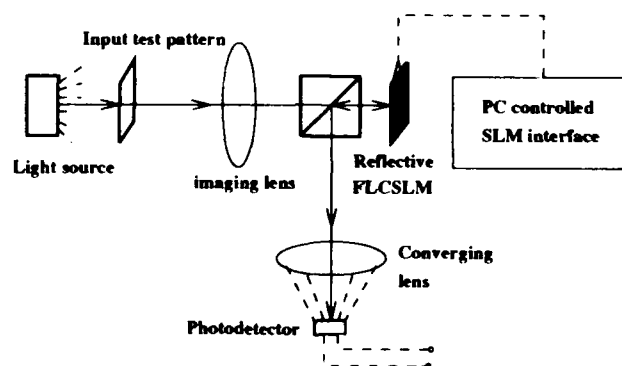 Input test pattern
PC controlled
SLM interface
Light source
imaging lens
Reflective
FLCSLM
Converging
lens
Photodetector